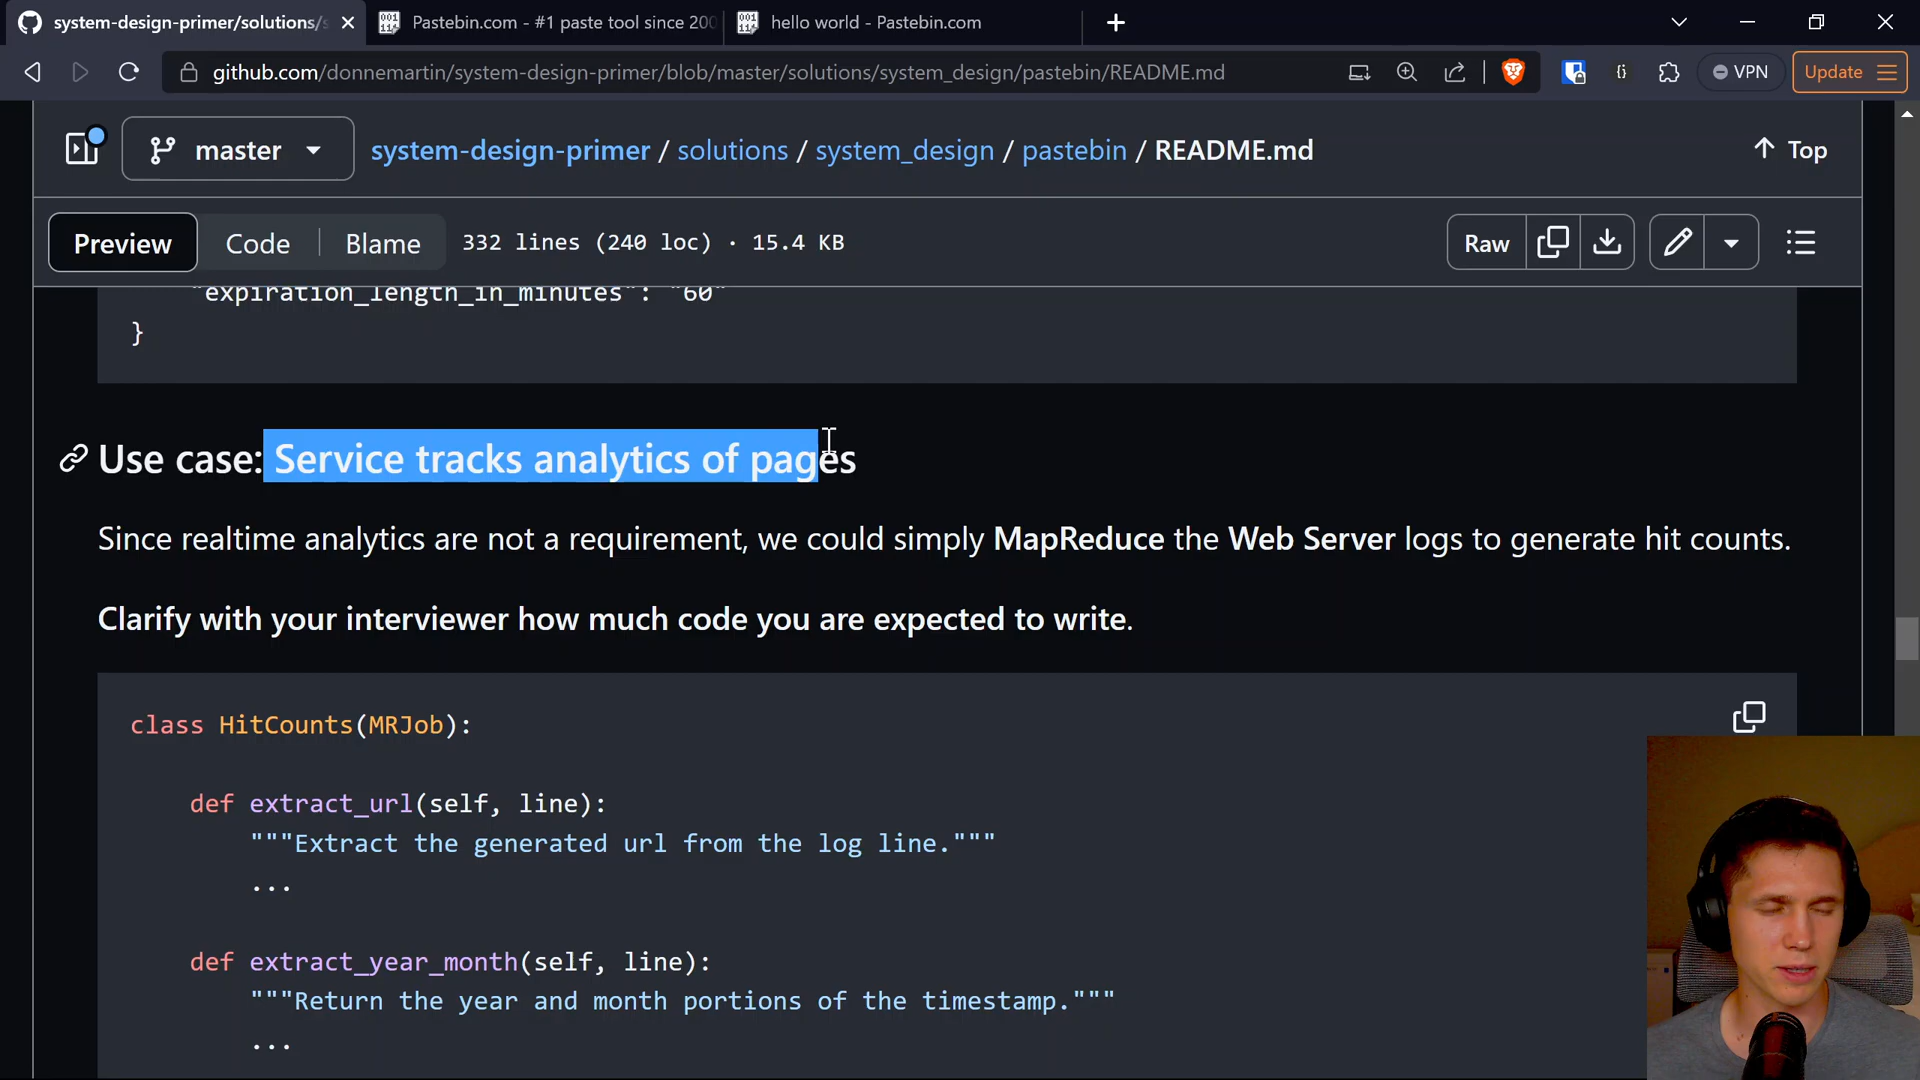 system-design-primer/solutions/s
Pastebin.com - #1 paste tool since 200
hello world - Pastebin.com
github.com/donnemartin/system-design-primer/blob/master/solutions/system_design/pastebin/README.md
VPN
Update
master
system-design-primer / solutions / system_design / pastebin / README.md
Top
Preview
Code
Blame
332 lines (240 loc) · 15.4 KB
Raw
"expiration_length_in_minutes": "60"
}
Use case: Service tracks analytics of pages
Since realtime analytics are not a requirement, we could simply MapReduce the Web Server logs to generate hit counts.
Clarify with your interviewer how much code you are expected to write.
class HitCounts(MRJob):
def extract_url(self, line):
"""Extract the generated url from the log line."""
...
def extract_year_month(self, line):
"""Return the year and month portions of the timestamp."""
...